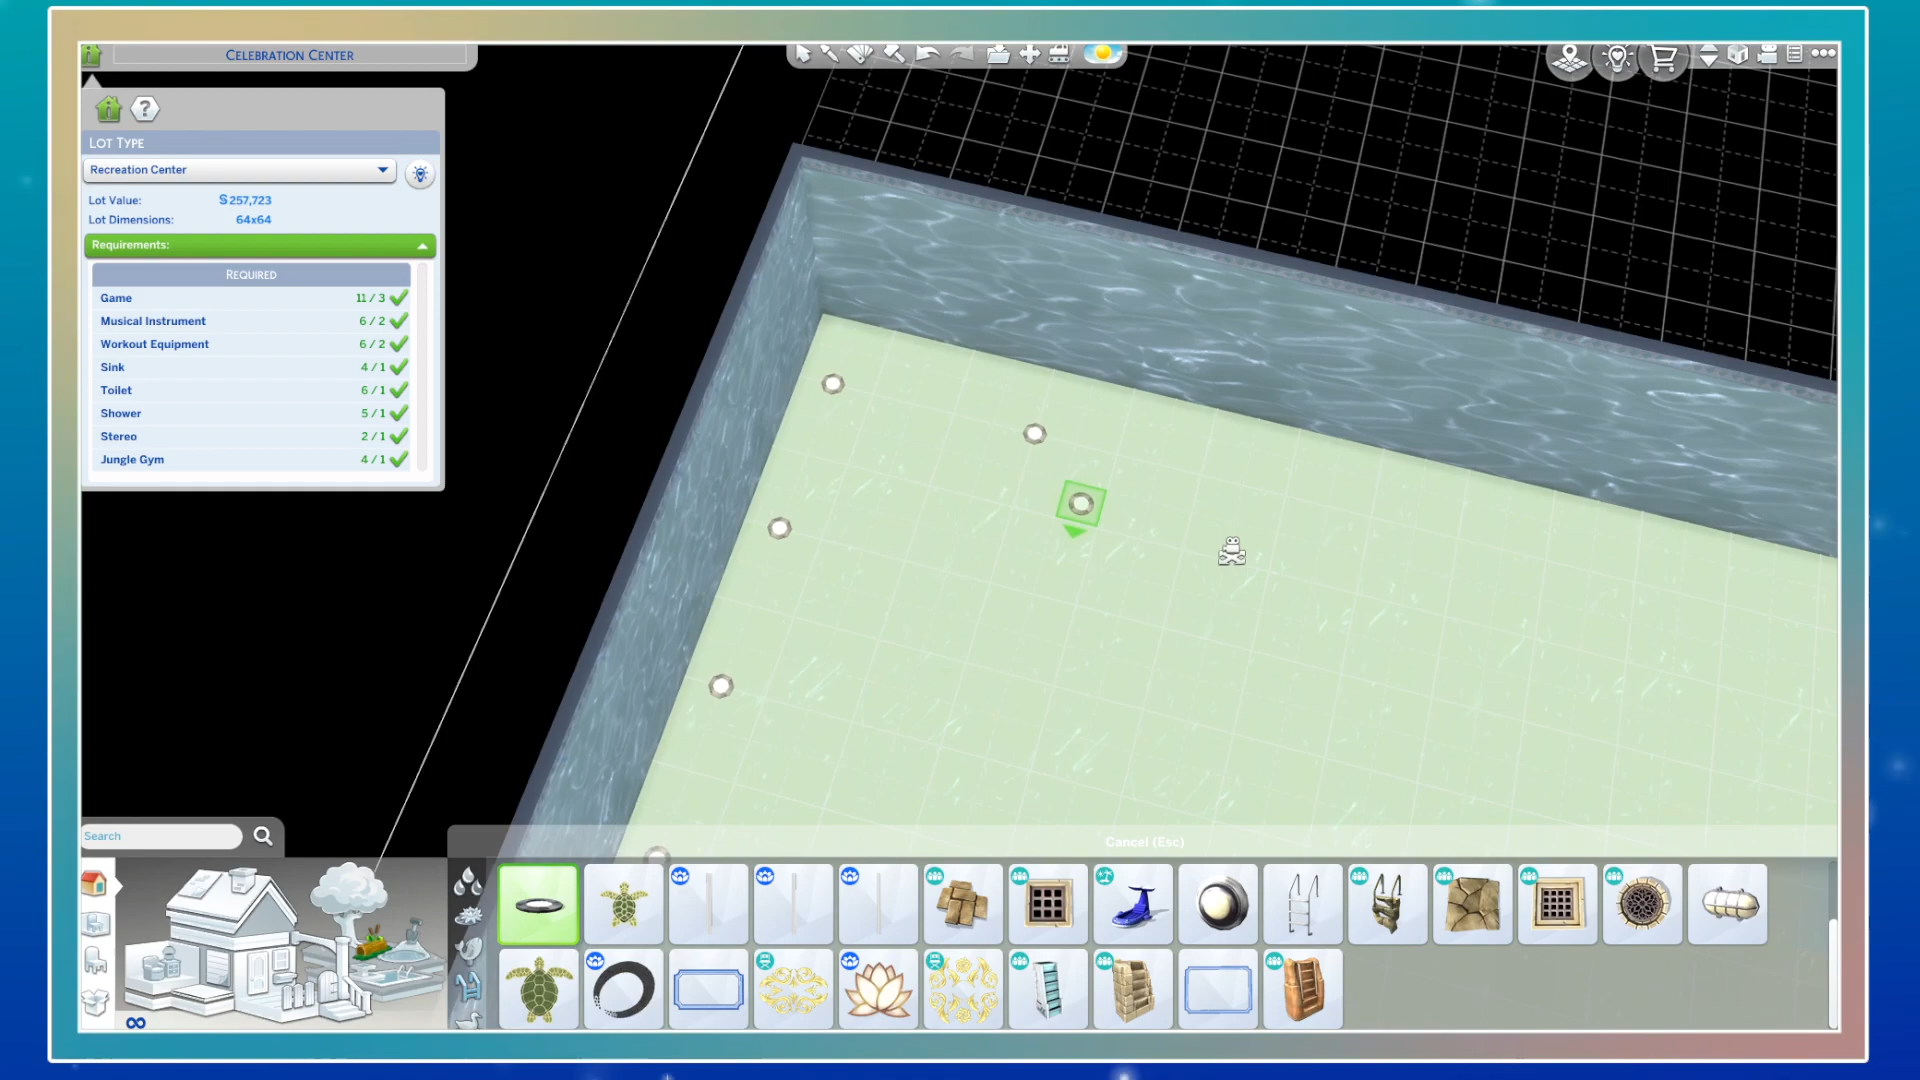 CELEBRATION CENTER
?
LOT TYPE
Recreation Center
Lot Value: §257,723
Lot Dimensions: 64x64
Requirements:
REQUIRED
Game 11 / 3
Musical Instrument 6 / 2
Workout Equipment 6 / 2
Sink 4 / 1
Toilet 6 / 1
Shower 5 / 1
Stereo 2 / 1
Jungle Gym 4 / 1
Search
Cancel (Esc)